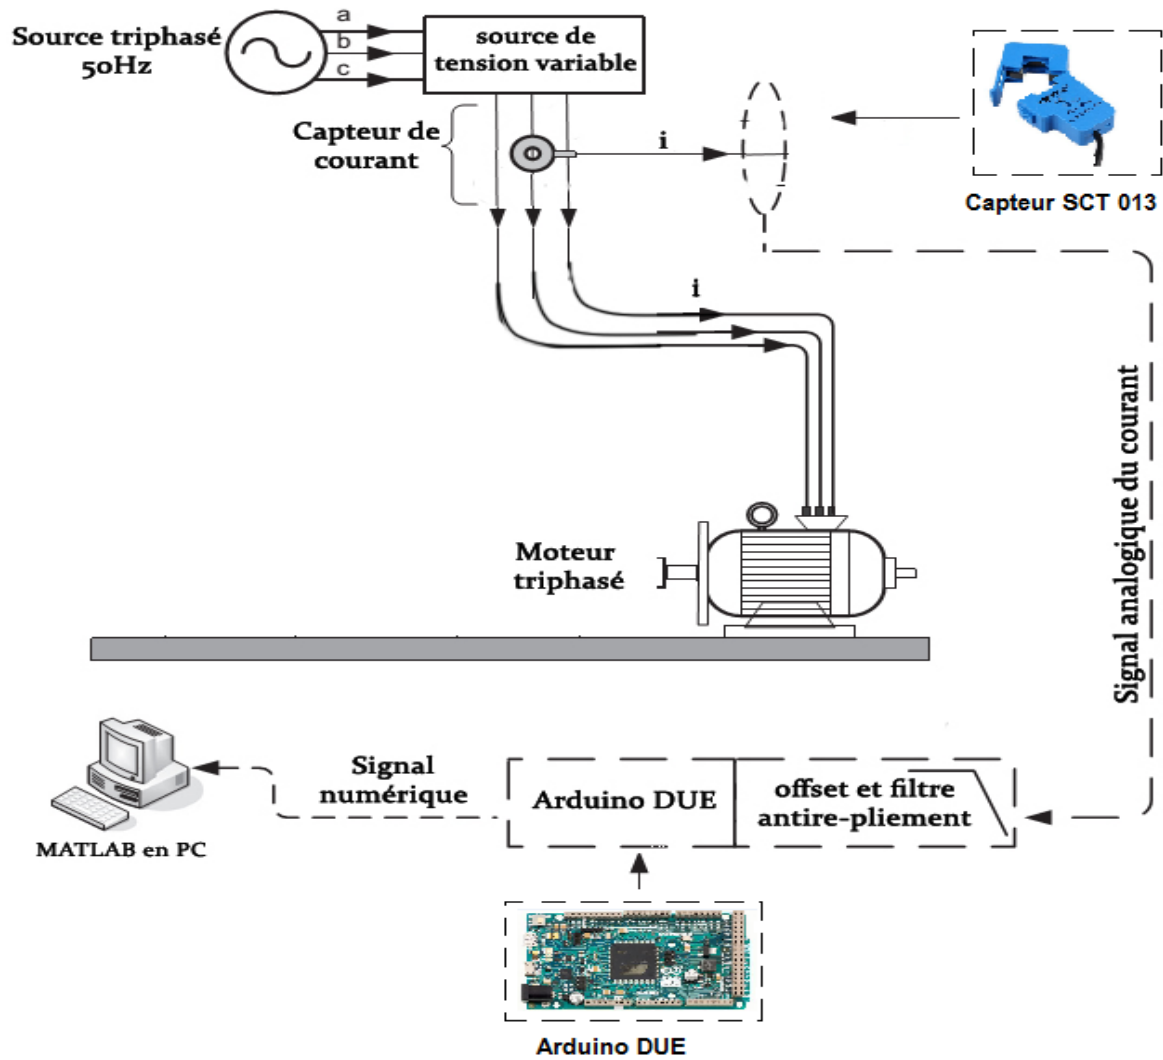 a
Source triphasé
50Hz
b
c
source de
tension variable
Capteur de
courant
i
Capteur SCT 013
i
Signal analogique du courant
Moteur
triphasé
Signal
numérique
Arduino DUE
offset et filtre
antire-pliement
MATLAB en PC
Arduino DUE